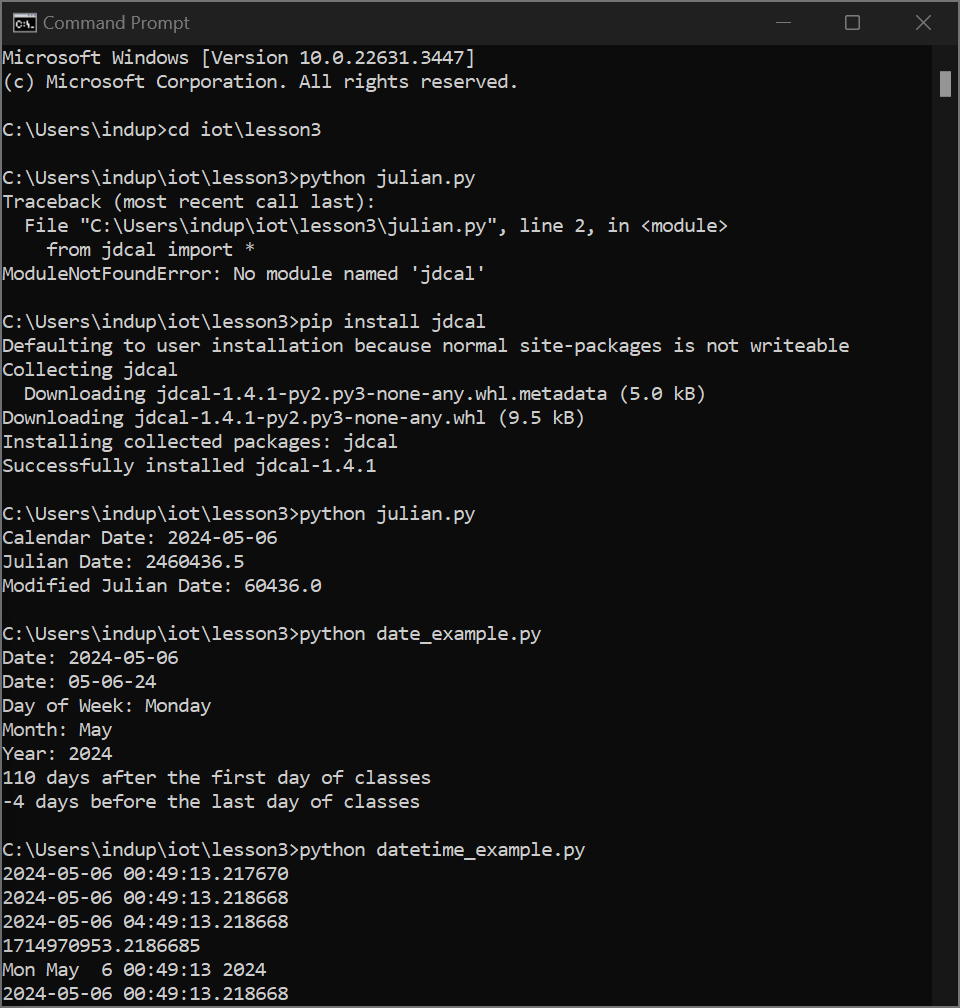 Command Prompt
Microsoft Windows [Version 10.0.22631.3447]
(c) Microsoft Corporation. All rights reserved.

C:\Users\indup>cd iot\lesson3

C:\Users\indup\iot\lesson3>python julian.py
Traceback (most recent call last):
  File "C:\Users\indup\iot\lesson3\julian.py", line 2, in <module>
    from jdcal import *
ModuleNotFoundError: No module named 'jdcal'

C:\Users\indup\iot\lesson3>pip install jdcal
Defaulting to user installation because normal site-packages is not writeable
Collecting jdcal
  Downloading jdcal-1.4.1-py2.py3-none-any.whl.metadata (5.0 kB)
Downloading jdcal-1.4.1-py2.py3-none-any.whl (9.5 kB)
Installing collected packages: jdcal
Successfully installed jdcal-1.4.1

C:\Users\indup\iot\lesson3>python julian.py
Calendar Date: 2024-05-06
Julian Date: 2460436.5
Modified Julian Date: 60436.0

C:\Users\indup\iot\lesson3>python date_example.py
Date: 2024-05-06
Date: 05-06-24
Day of Week: Monday
Month: May
Year: 2024
110 days after the first day of classes
-4 days before the last day of classes

C:\Users\indup\iot\lesson3>python datetime_example.py
2024-05-06 00:49:13.217670
2024-05-06 00:49:13.218668
2024-05-06 04:49:13.218668
1714970953.2186685
Mon May  6 00:49:13 2024
2024-05-06 00:49:13.218668